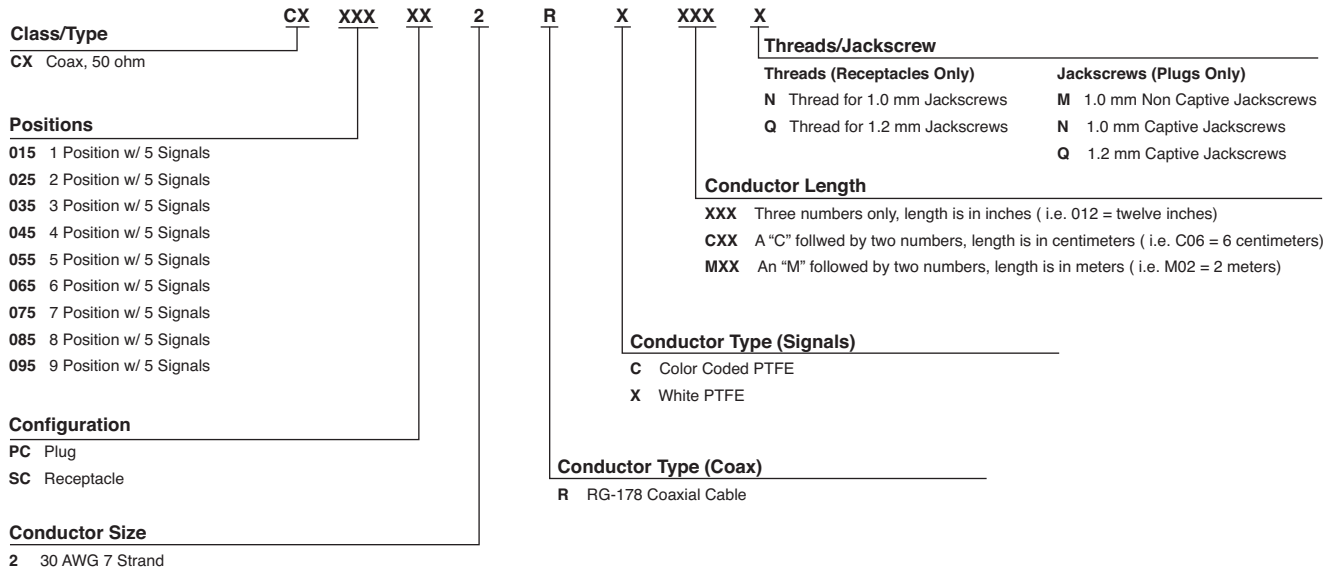 CX XXX XX 2 R X XXX X
Class/Type
CX Coax, 50 ohm
Positions
015 1 Position w/ 5 Signals
025 2 Position w/ 5 Signals
035 3 Position w/ 5 Signals
045 4 Position w/ 5 Signals
055 5 Position w/ 5 Signals
065 6 Position w/ 5 Signals
075 7 Position w/ 5 Signals
085 8 Position w/ 5 Signals
095 9 Position w/ 5 Signals
Configuration
PC Plug
SC Receptacle
Conductor Size
2 30 AWG 7 Strand
Threads/Jackscrew
Threads (Receptacles Only)
N Thread for 1.0 mm Jackscrews
Q Thread for 1.2 mm Jackscrews
Jackscrews (Plugs Only)
M 1.0 mm Non Captive Jackscrews
N 1.0 mm Captive Jackscrews
Q 1.2 mm Captive Jackscrews
Conductor Length
XXX Three numbers only, length is in inches ( i.e. 012 = twelve inches)
CXX A “C” follwed by two numbers, length is in centimeters ( i.e. C06 = 6 centimeters)
MXX An “M” followed by two numbers, length is in meters ( i.e. M02 = 2 meters)
Conductor Type (Signals)
C Color Coded PTFE
X White PTFE
Conductor Type (Coax)
R RG-178 Coaxial Cable